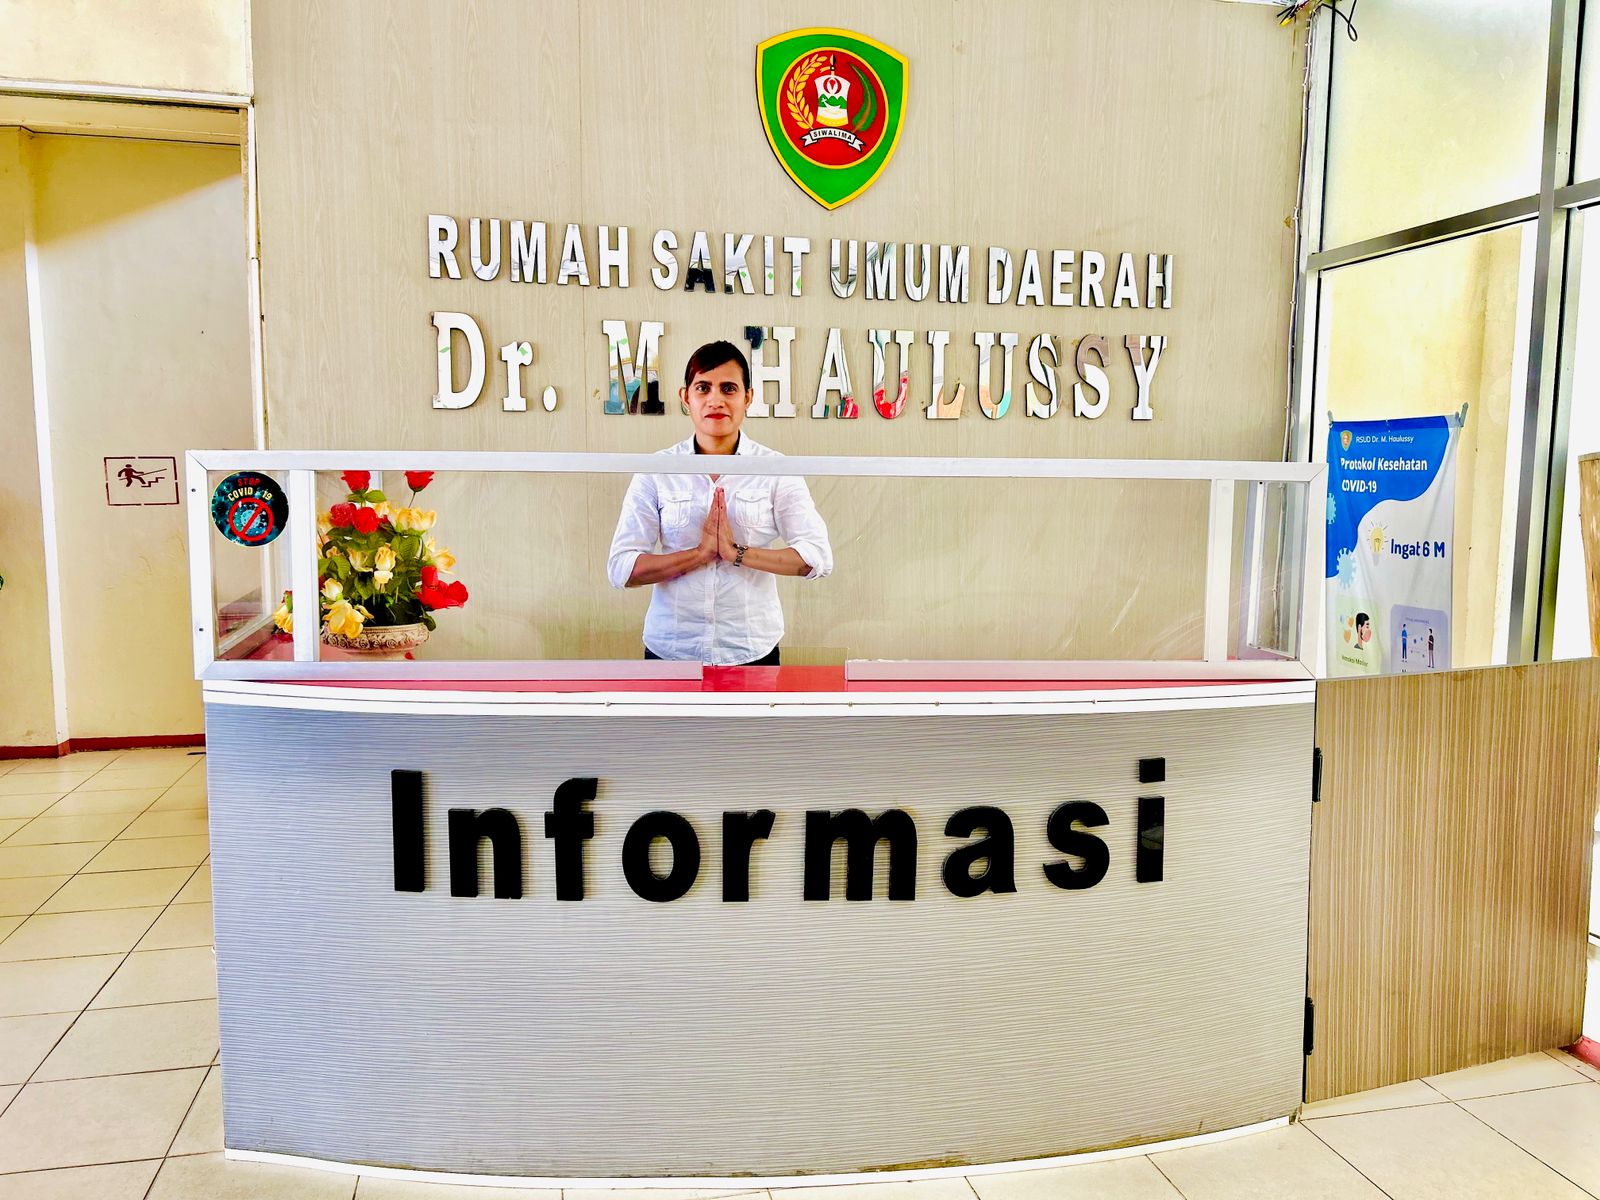 SIWALIMA
RUMAH SAKIT UMUM DAERAH
Dr. M. HAULUSSY
STOP
COVID-19
RSUD Dr. M. Haulussy
Protokol Kesehatan
COVID-19
Ingat 6 M
Informasi